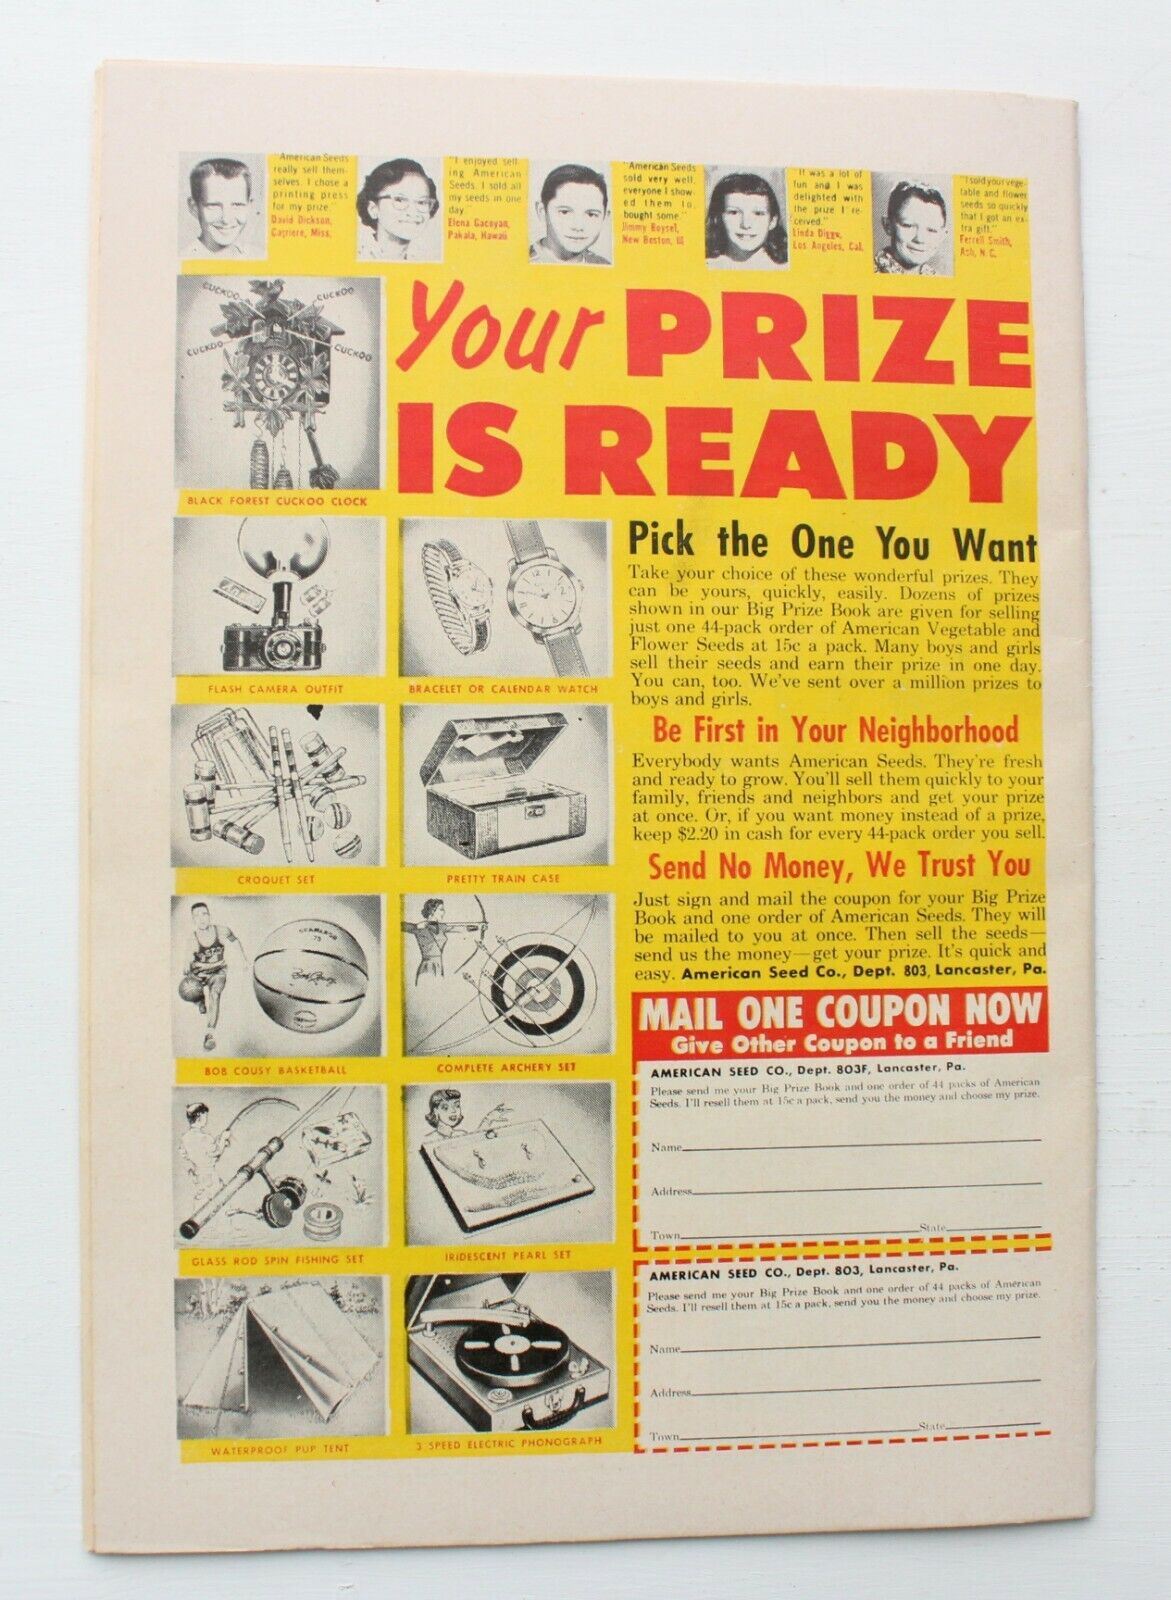 "American Seeds
really sell them-
selves. I chose a
printing press
for my prize."
David Dickson,
Carriere, Miss.
"I enjoyed sell-
ing American
Seeds. I sold all
my seeds in one
day."
Elena Gacoyan,
Pakala, Hawaii
"American Seeds
sold very well,
everyone I show-
ed them to,
bought some."
Jimmy Boysel,
New Boston, Ill
"It was a lot of
fun and I was
delighted with
the prize I re-
ceived."
Linda Diggs,
Los Angeles, Cal.
"I sold your vege-
table and flower
seeds so quickly
that I got an ex-
tra gift."
Ferrell Smith,
Ash, N.C.
CUCKOO
CUCKOO
CUCKOO
CUCKOO
BLACK FOREST CUCKOO CLOCK
Your PRIZE
IS READY
FLASH CAMERA OUTFIT
BRACELET OR CALENDAR WATCH
CROQUET SET
PRETTY TRAIN CASE
BOB COUSY BASKETBALL
COMPLETE ARCHERY SET
GLASS ROD SPIN FISHING SET
IRIDESCENT PEARL SET
WATERPROOF PUP TENT
3 SPEED ELECTRIC PHONOGRAPH
Pick the One You Want
Take your choice of these wonderful prizes. They
can be yours, quickly, easily. Dozens of prizes
shown in our Big Prize Book are given for selling
just one 44-pack order of American Vegetable and
Flower Seeds at 15c a pack. Many boys and girls
sell their seeds and earn their prize in one day.
You can, too. We've sent over a million prizes to
boys and girls.
Be First in Your Neighborhood
Everybody wants American Seeds. They're fresh
and ready to grow. You'll sell them quickly to your
family, friends and neighbors and get your prize
at once. Or, if you want money instead of a prize,
keep $2.20 in cash for every 44-pack order you sell.
Send No Money, We Trust You
Just sign and mail the coupon for your Big Prize
Book and one order of American Seeds. They will
be mailed to you at once. Then sell the seeds—
send us the money—get your prize. It's quick and
easy. American Seed Co., Dept. 803, Lancaster, Pa.
MAIL ONE COUPON NOW
Give Other Coupon to a Friend
AMERICAN SEED CO., Dept. 803F, Lancaster, Pa.
Please send me your Big Prize Book and one order of 44 packs of American
Seeds. I'll resell them at 15c a pack, send you the money and choose my prize.
Name
Address
Town State
AMERICAN SEED CO., Dept. 803, Lancaster, Pa.
Please send me your Big Prize Book and one order of 44 packs of American
Seeds. I'll resell them at 15c a pack, send you the money and choose my prize.
Name
Address
Town State